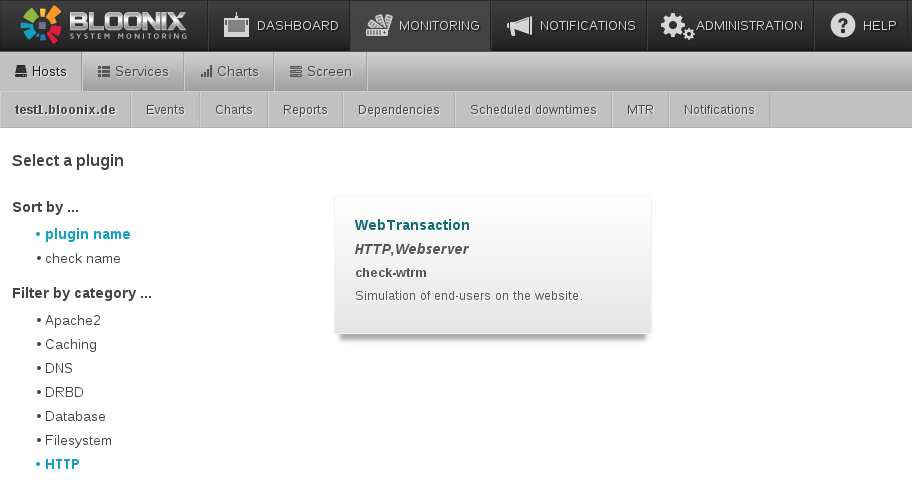 BLOONIX
SYSTEM MONITORING
DASHBOARD
MONITORING
NOTIFICATIONS
ADMINISTRATION
? HELP
Hosts
Services
Charts
Screen
test1.bloonix.de
Events
Charts
Reports
Dependencies
Scheduled downtimes
MTR
Notifications
Select a plugin
Sort by ...
• plugin name
• check name
Filter by category ...
• Apache2
• Caching
• DNS
• DRBD
• Database
• Filesystem
• HTTP
WebTransaction
HTTP,Webserver
check-wtrm
Simulation of end-users on the website.